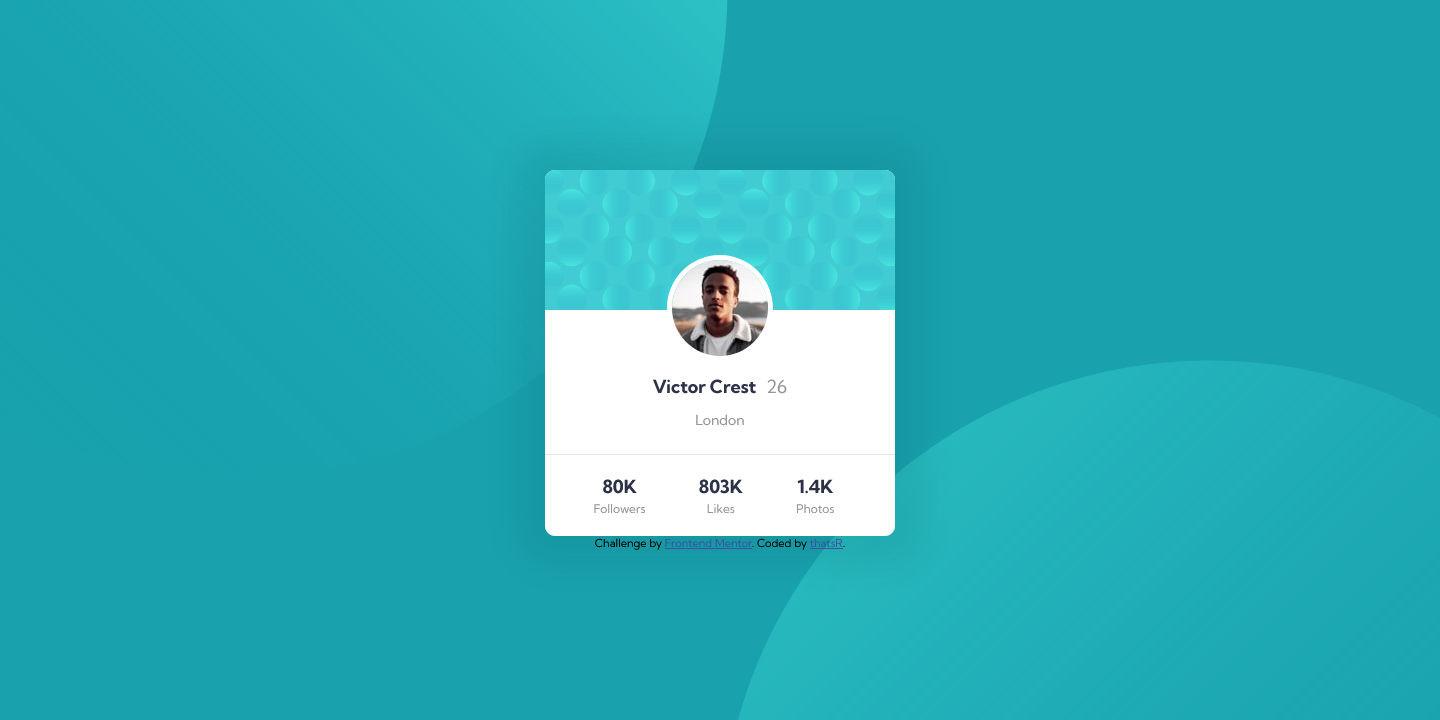 Victor Crest 26
London
80K 803K 1.4K
Followers Likes Photos
Challenge by Frontend Mentor. Coded by thatsR.